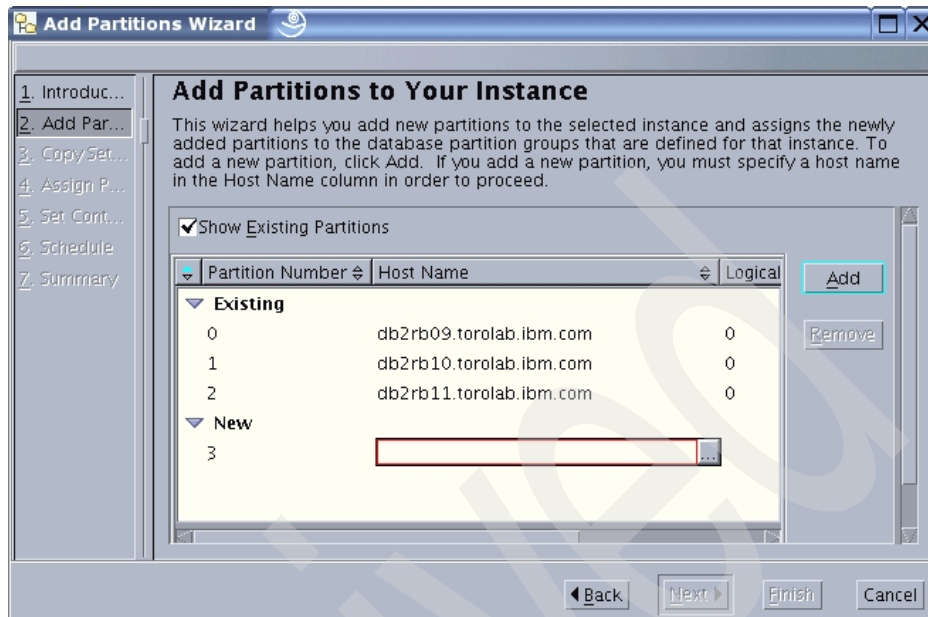 Add Partitions Wizard
1. Introduc...
2. Add Par...
3. Copy Set...
4. Assign P...
5. Set Cont...
6. Schedule
7. Summary
Add Partitions to Your Instance
This wizard helps you add new partitions to the selected instance and assigns the newly
added partitions to the database partition groups that are defined for that instance. To
add a new partition, click Add. If you add a new partition, you must specify a host name
in the Host Name column in order to proceed.
Show Existing Partitions
Partition Number Host Name Logical
Existing
0 db2rb09.torolab.ibm.com 0
1 db2rb10.torolab.ibm.com 0
2 db2rb11.torolab.ibm.com 0
New
3 ...
Add
Remove
Back Next Finish Cancel